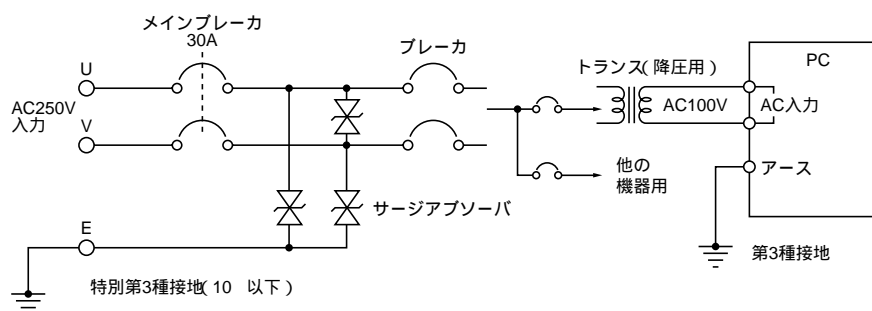 メインブレーカ
30A
ブレーカ
トランス(降圧用)
PC
U
AC250V
入力
V
AC100V
AC入力
他の
機器用
アース
サージアブソーバ
E
第3種接地
特別第3種接地(10 以下)